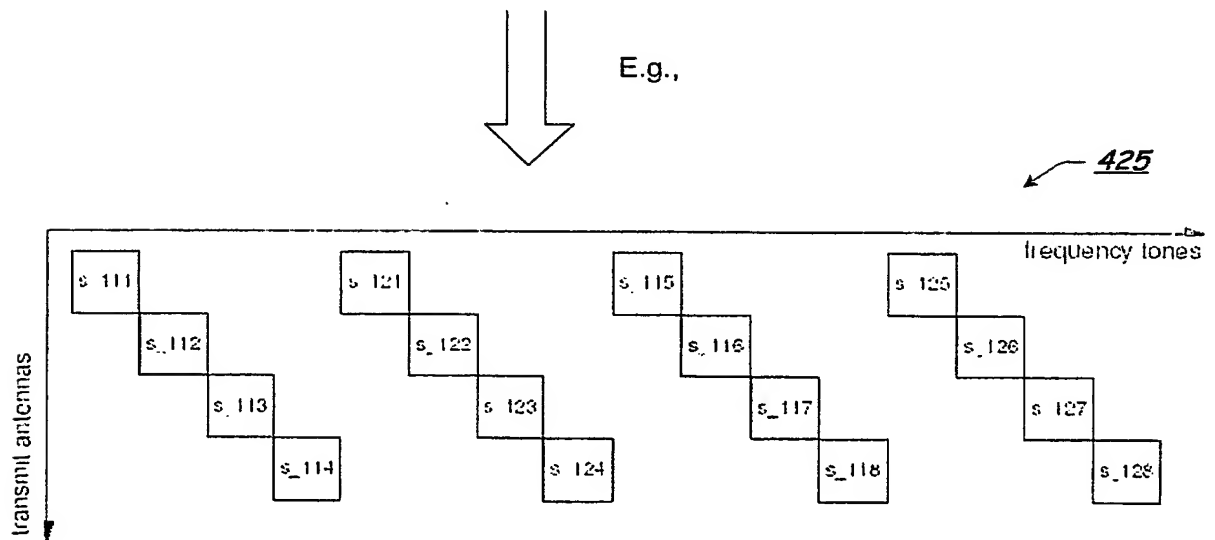 E.g.,
425
frequency tones
transmit antennas
s_111
s_121
s_115
s_125
s_112
s_122
s_116
s_126
s_113
s_123
s_117
s_127
s_114
s_124
s_118
s_128